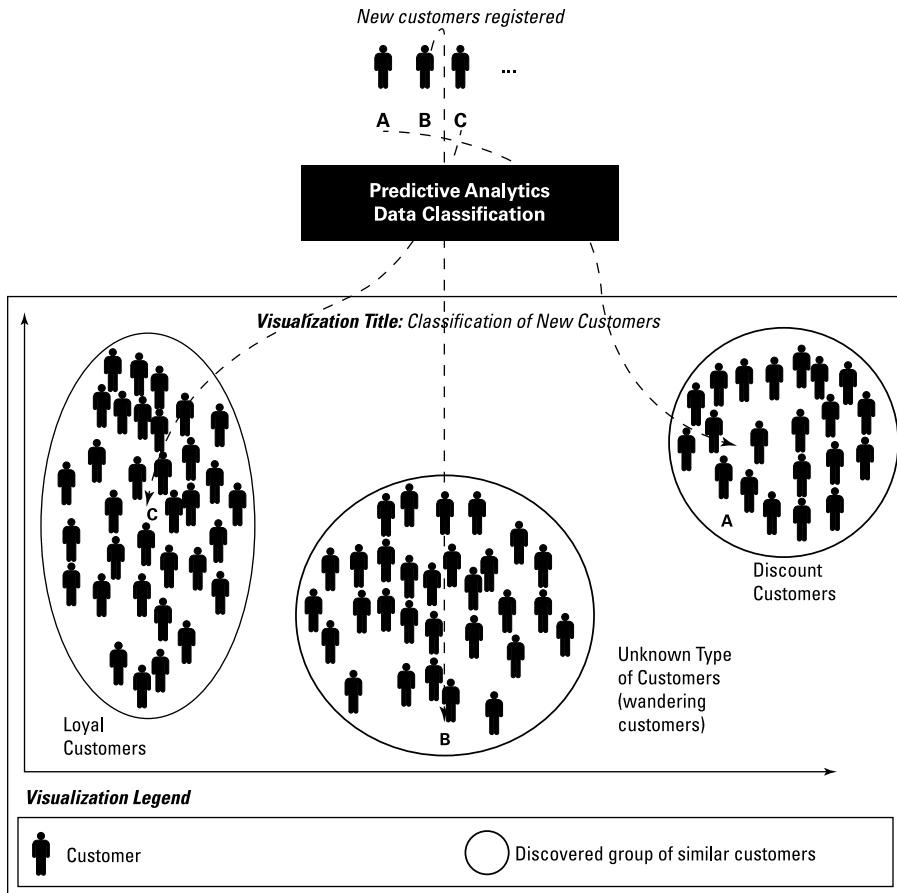 New customers registered
...
A B C
Predictive Analytics
Data Classification
Visualization Title: Classification of New Customers
C
A
Discount
Customers
Unknown Type
of Customers
(wandering
customers)
B
Loyal
Customers
Visualization Legend
Customer
Discovered group of similar customers